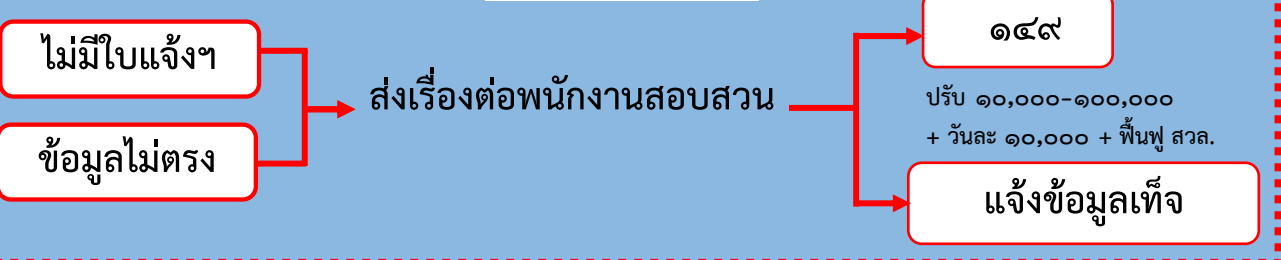 ไม่มีใบแจ้งฯ
ข้อมูลไม่ตรง
ส่งเรื่องต่อพนักงานสอบสวน
๑๔๙
ปรับ ๑๐,๐๐๐-๑๐๐,๐๐๐
+ วันละ ๑๐,๐๐๐ + ฟื้นฟู สวล.
แจ้งข้อมูลเท็จ